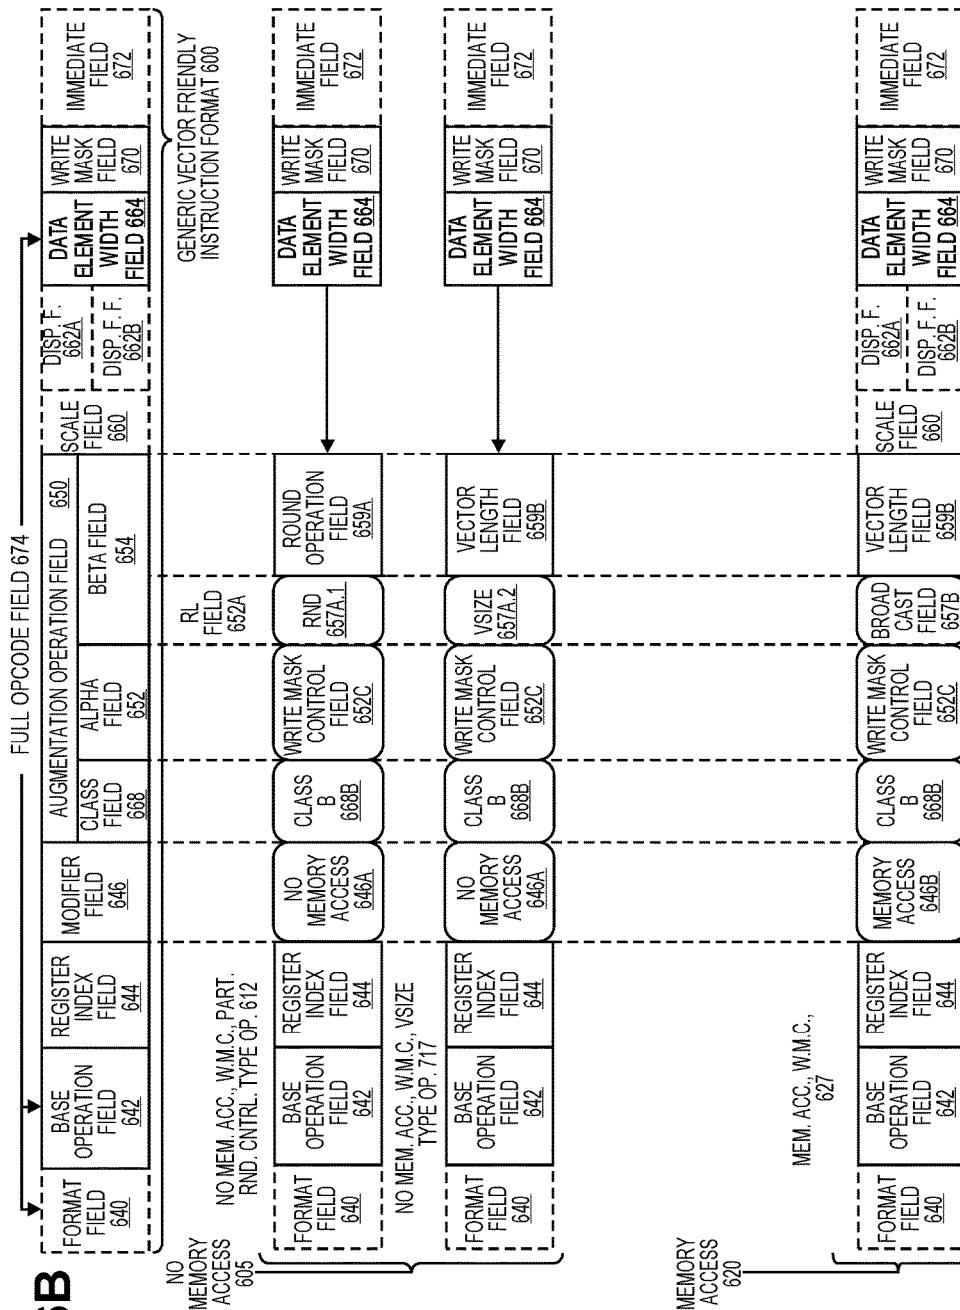 6B
FULL OPCODE FIELD 674
FORMAT
FIELD
640
BASE
OPERATION
FIELD
642
REGISTER
INDEX
FIELD
644
MODIFIER
FIELD
646
AUGMENTATION OPERATION FIELD 650
CLASS
FIELD
668
ALPHA
FIELD
652
BETA FIELD
654
SCALE
FIELD
660
DISP. F.
662A
DISP. F. F.
662B
DATA
ELEMENT
WIDTH
FIELD 664
WRITE
MASK
FIELD
670
IMMEDIATE
FIELD
672
GENERIC VECTOR FRIENDLY
INSTRUCTION FORMAT 600
NO
MEMORY
ACCESS
605
RL
FIELD
652A
NO MEM. ACC., W.M.C., PART.
RND. CNTRL. TYPE OP. 612
FORMAT
FIELD
640
BASE
OPERATION
FIELD
642
REGISTER
INDEX
FIELD
644
NO
MEMORY
ACCESS
646A
CLASS
B
668B
WRITE MASK
CONTROL
FIELD
652C
RND
657A.1
ROUND
OPERATION
FIELD
659A
DATA
ELEMENT
WIDTH
FIELD 664
WRITE
MASK
FIELD
670
IMMEDIATE
FIELD
672
NO MEM. ACC., W.M.C., VSIZE
TYPE OP. 717
FORMAT
FIELD
640
BASE
OPERATION
FIELD
642
REGISTER
INDEX
FIELD
644
NO
MEMORY
ACCESS
646A
CLASS
B
668B
WRITE MASK
CONTROL
FIELD
652C
VSIZE
657A.2
VECTOR
LENGTH
FIELD
659B
DATA
ELEMENT
WIDTH
FIELD 664
WRITE
MASK
FIELD
670
IMMEDIATE
FIELD
672
MEMORY
ACCESS
620
MEM. ACC., W.M.C.,
627
FORMAT
FIELD
640
BASE
OPERATION
FIELD
642
REGISTER
INDEX
FIELD
644
MEMORY
ACCESS
646B
CLASS
B
668B
WRITE MASK
CONTROL
FIELD
652C
BROAD
CAST
FIELD
657B
VECTOR
LENGTH
FIELD
659B
SCALE
FIELD
660
DISP. F.
662A
DISP. F. F.
662B
DATA
ELEMENT
WIDTH
FIELD 664
WRITE
MASK
FIELD
670
IMMEDIATE
FIELD
672